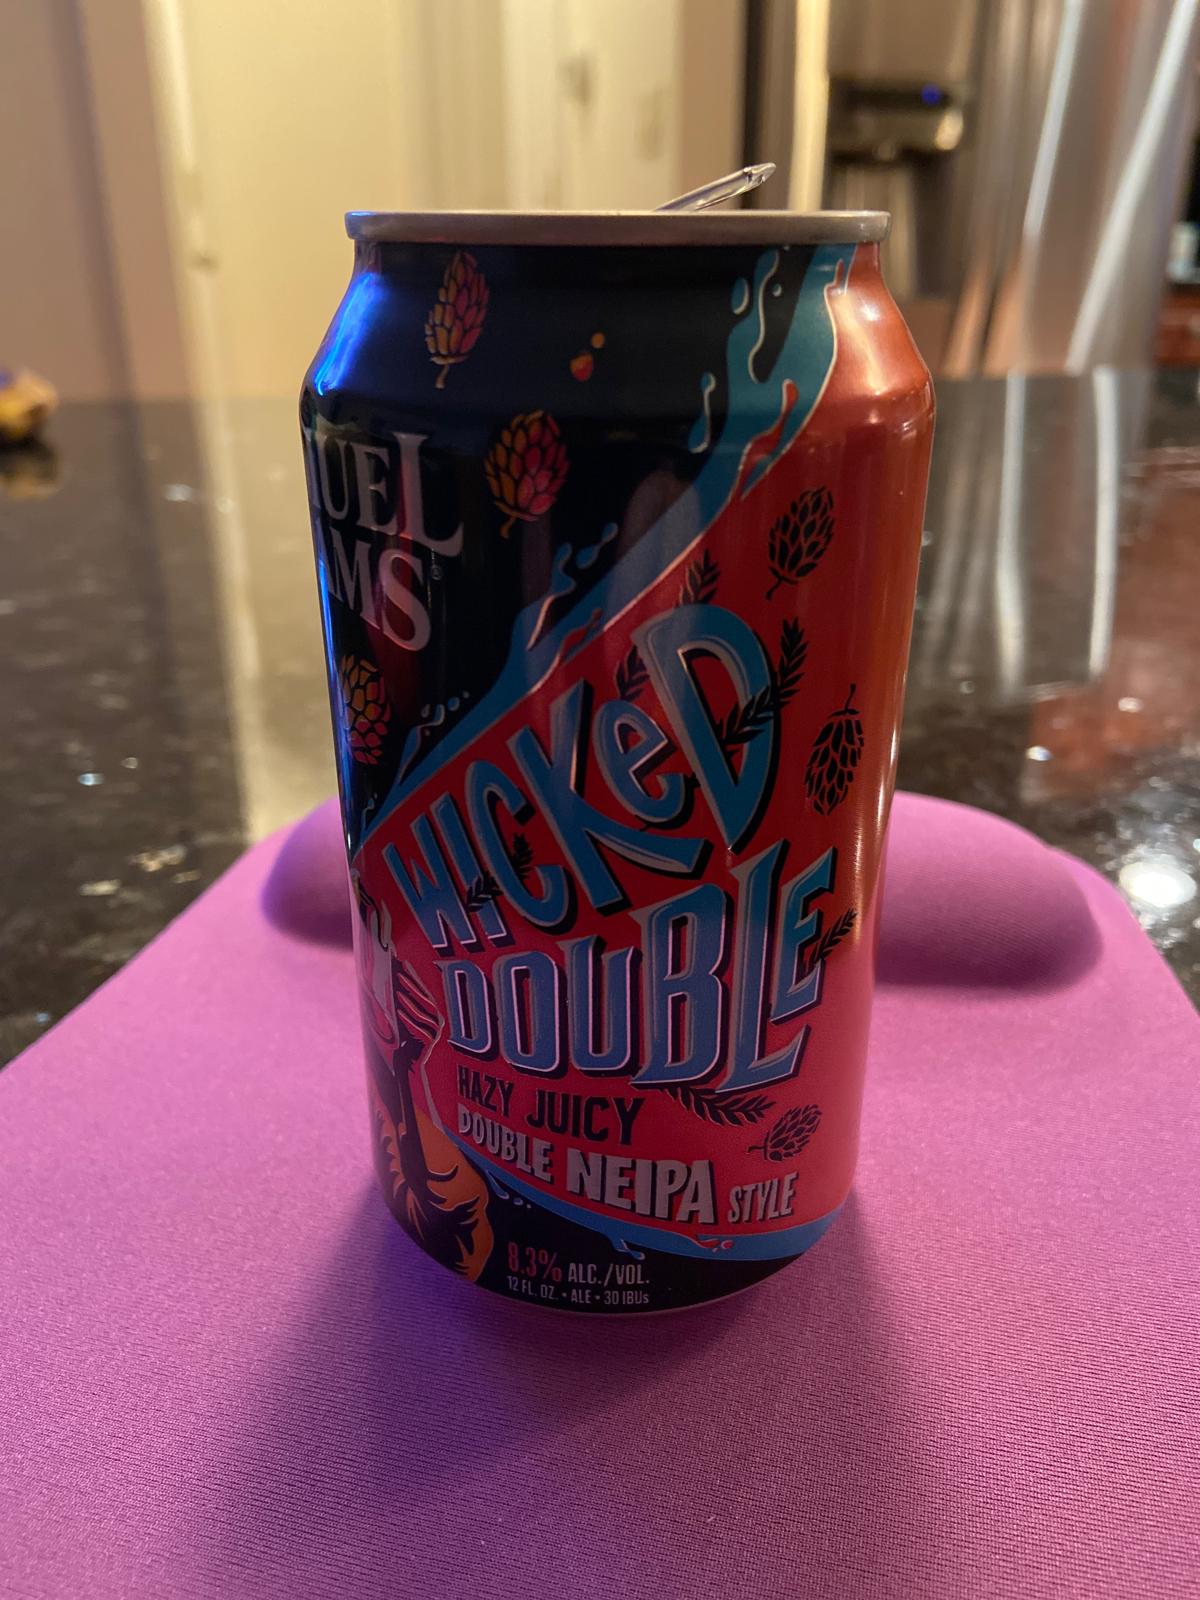 UEL
MS
WICKeD
DOUBLE
HAZY JUICY
DOUBLE NEIPA STYLE
8.3% ALC./VOL.
12 FL. OZ. • ALE • 30 IBUs